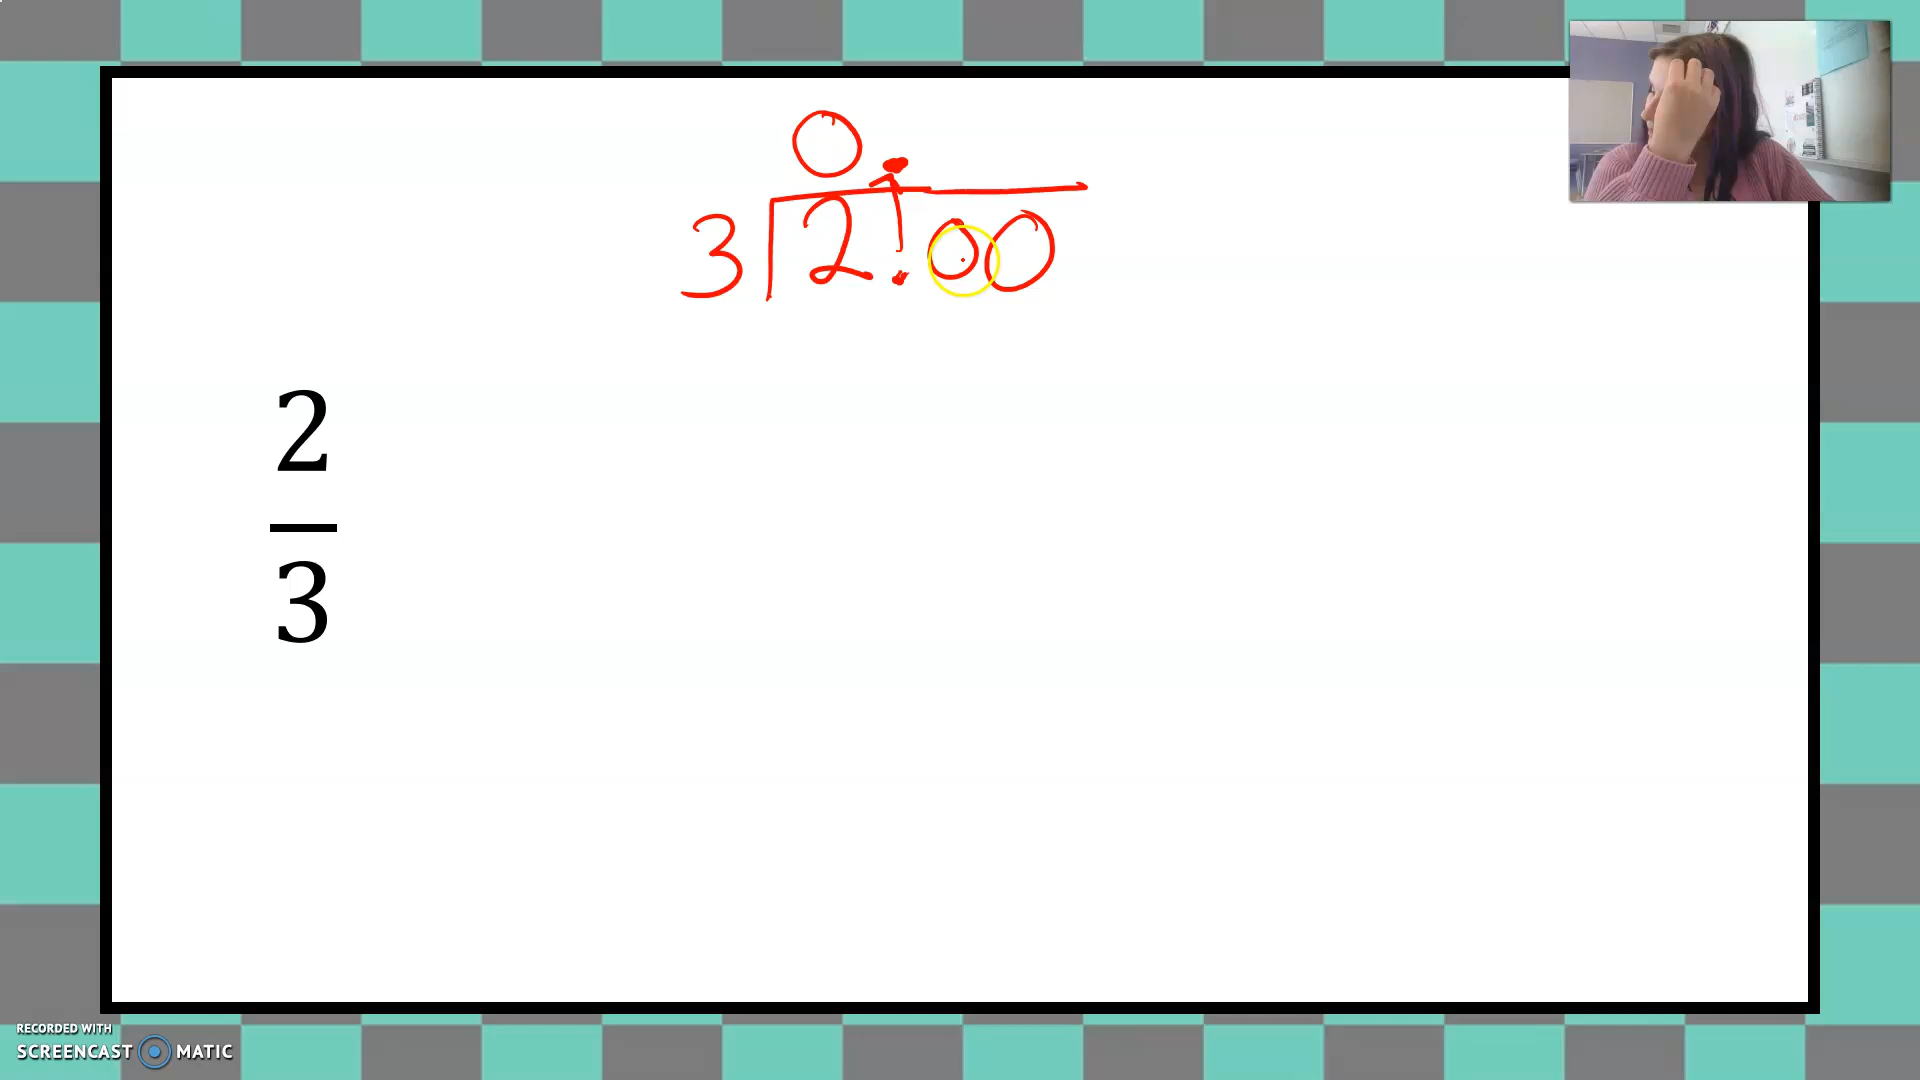 0.
3 2.00
2
3
RECORDED WITH
SCREENCAST MATIC